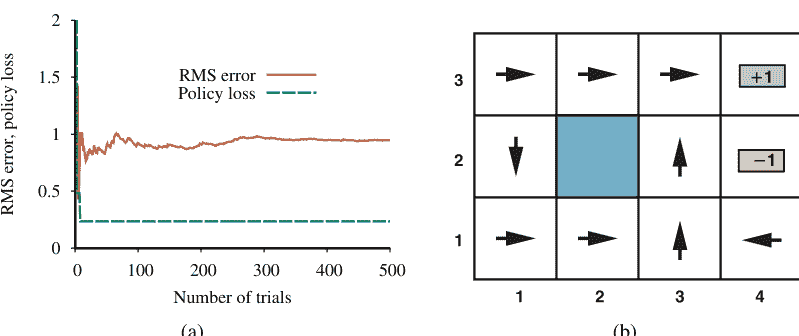 2
1.5
1
0.5
0
RMS error, policy loss
RMS error
Policy loss
0 100 200 300 400 500
Number of trials
(a)
3
2
1
+1
−1
1 2 3 4
(b)